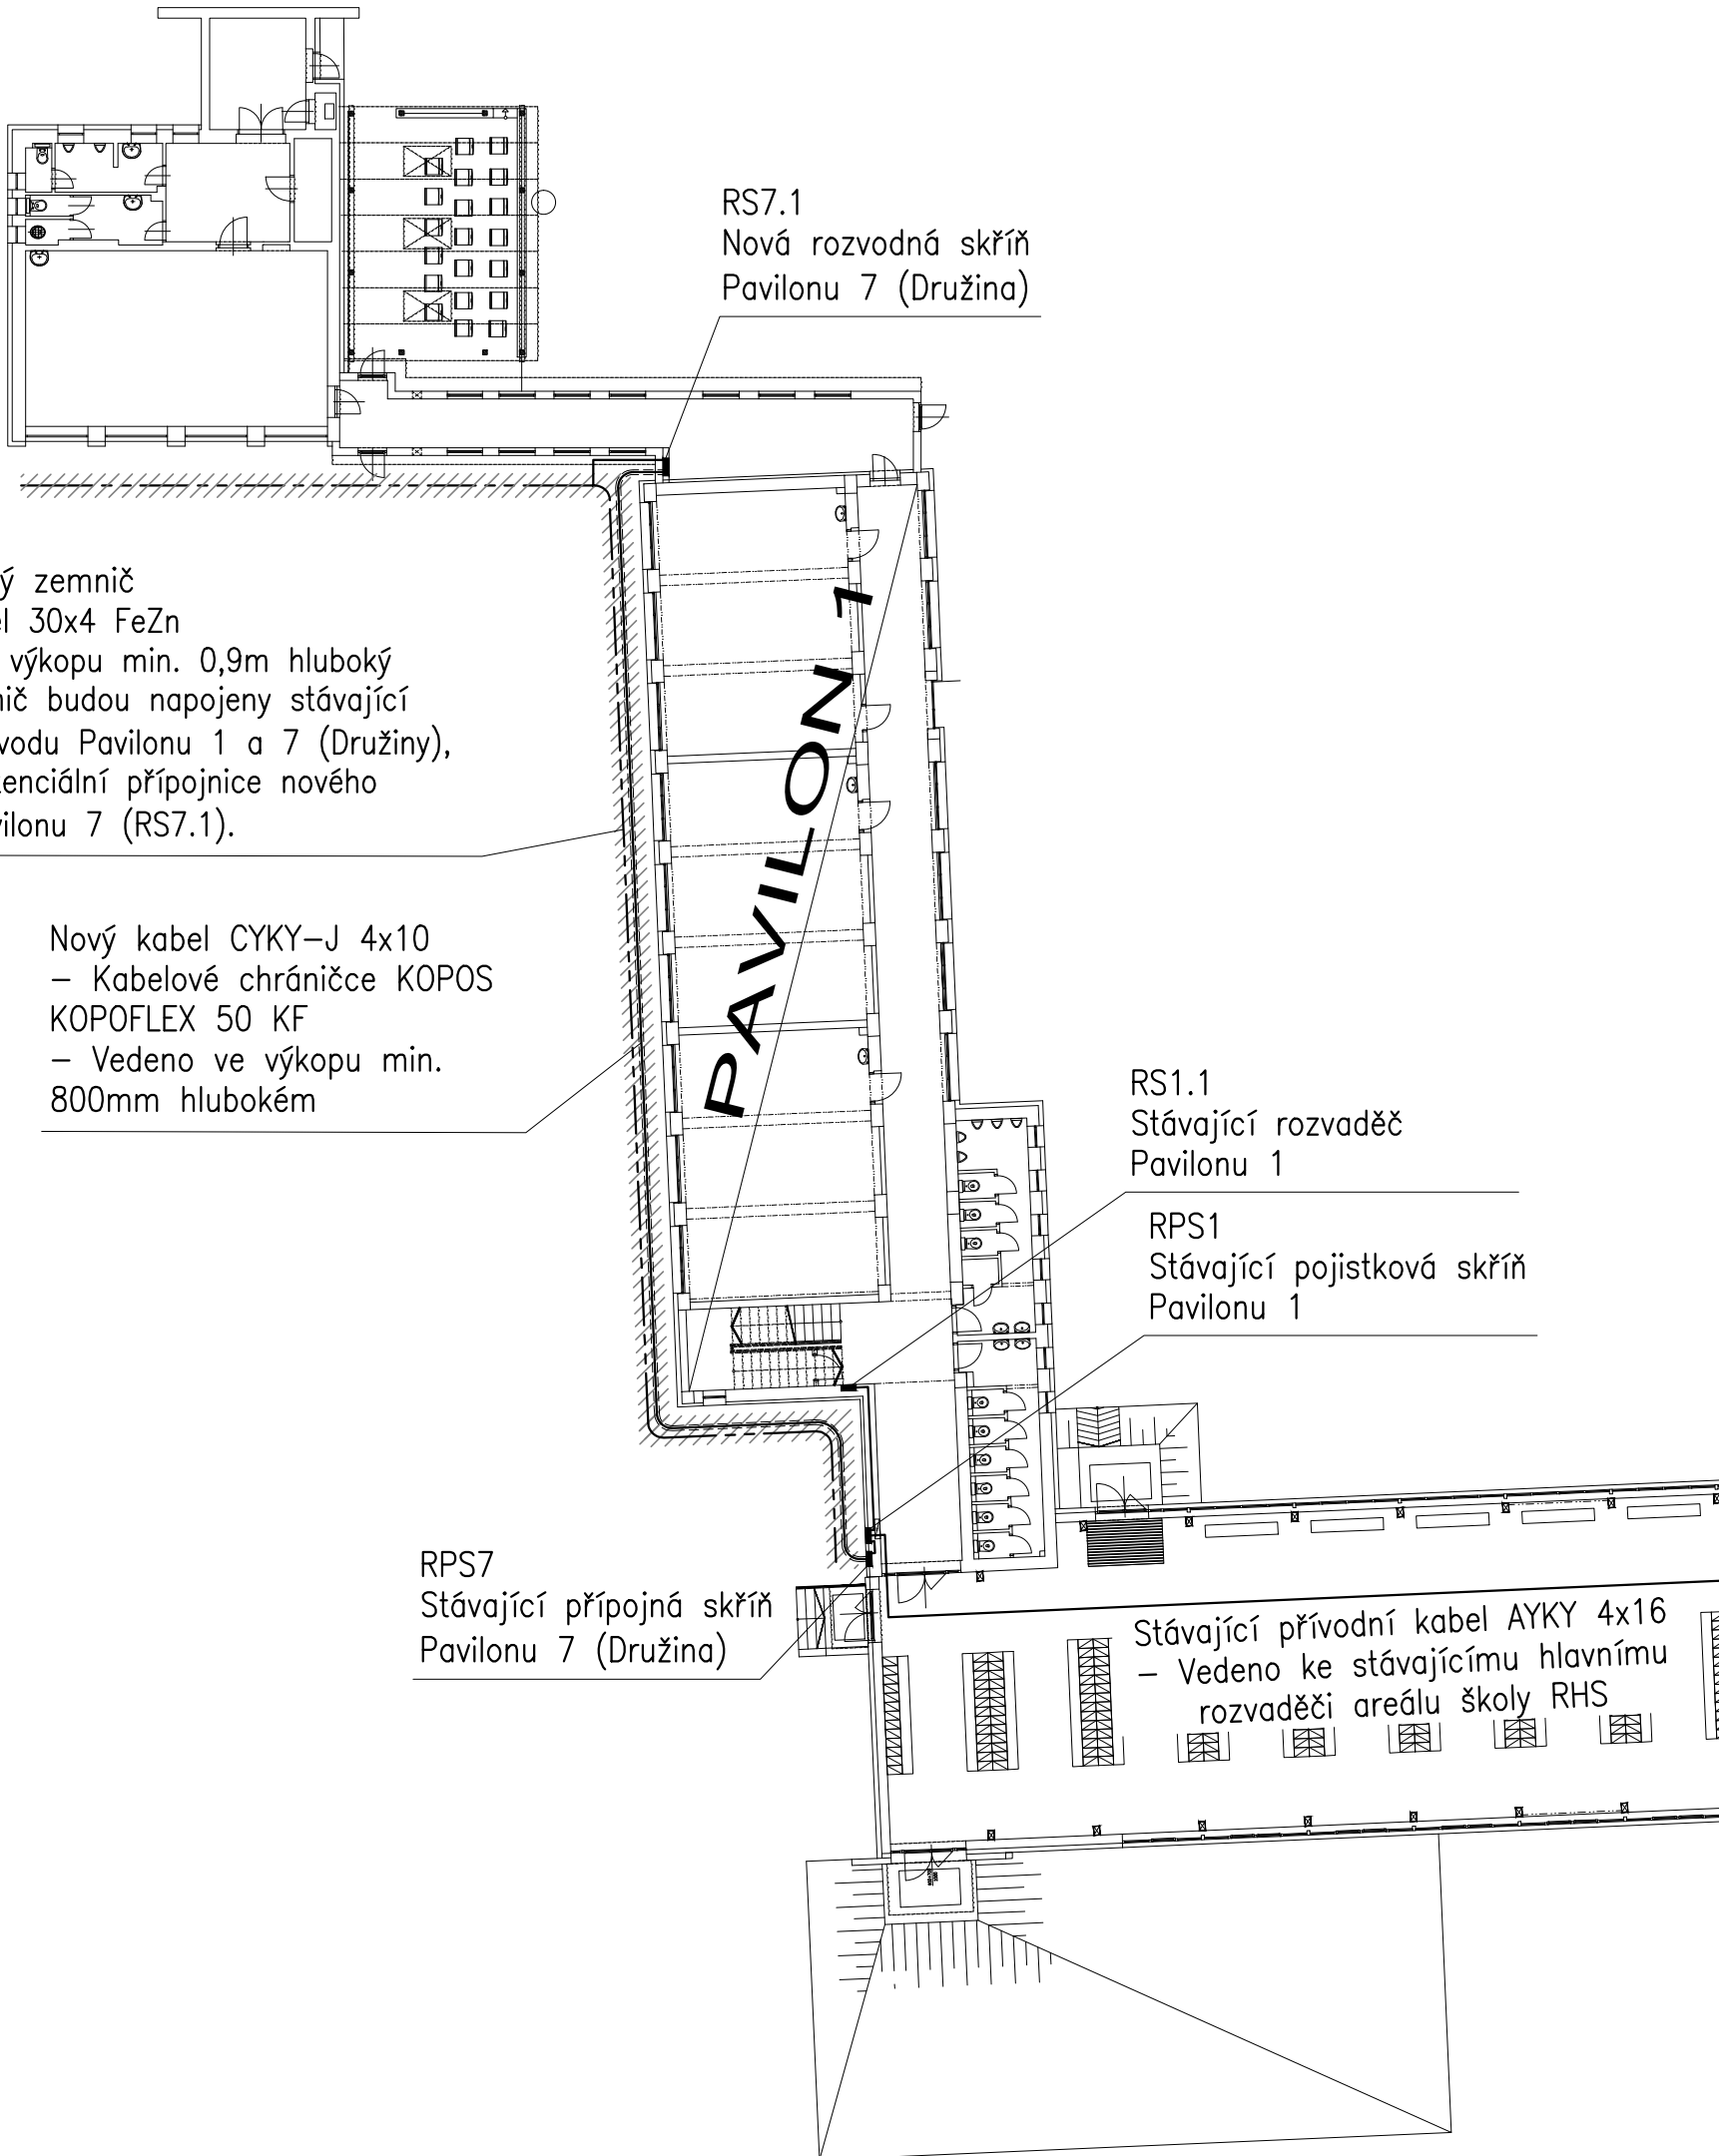 RS7.1
Nová rozvodná skříň
Pavilonu 7 (Družina)
ý zemnič
30x4 FeZn
výkopu min. 0,9m hluboký
nič budou napojeny stávající
vodu Pavilonu 1 a 7 (Družiny),
enciální přípojnice nového
vilonu 7 (RS7.1).
PAVILON 1
Nový kabel CYKY-J 4x10
– Kabelové chráničce KOPOS
KOPOFLEX 50 KF
– Vedeno ve výkopu min.
800mm hlubokém
RS1.1
Stávající rozvaděč
Pavilonu 1
RPS1
Stávající pojistková skříň
Pavilonu 1
RPS7
Stávající přípojná skříň
Pavilonu 7 (Družina)
Stávající přívodní kabel AYKY 4x16
– Vedeno ke stávajícímu hlavnímu
rozvaděči areálu školy RHS